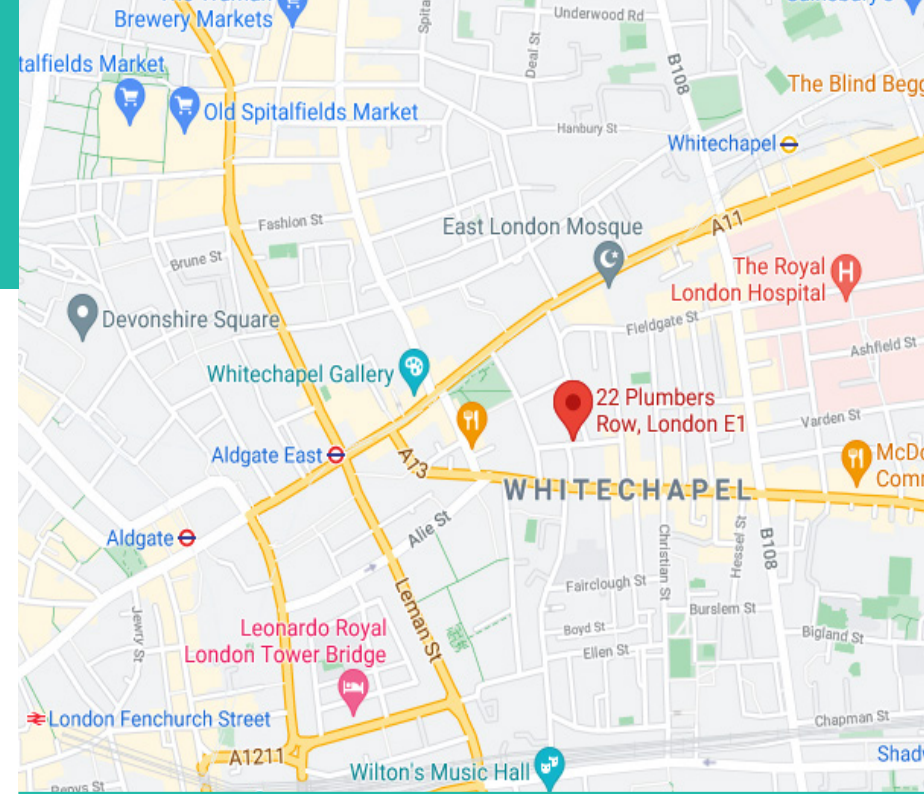 Brewery Markets
Underwood Rd
Deal St
B108
talfields Market
The Blind Begg
Old Spitalfields Market
Hanbury St
Whitechapel
Fashion St
East London Mosque
A11
Brune St
The Royal
London Hospital
Devonshire Square
Fieldgate St
Ashfield St
Whitechapel Gallery
22 Plumbers
Row, London E1
Varden St
Aldgate East
A13
McDo
Comm
WHITECHAPEL
Alie St
Aldgate
Christian St
Hessel St
B108
Leman St
Fairclough St
Jewry St
Burslem St
Leonardo Royal
London Tower Bridge
Boyd St
Bigland St
Ellen St
London Fenchurch Street
Chapman St
A1211
Wilton's Music Hall
Shadw